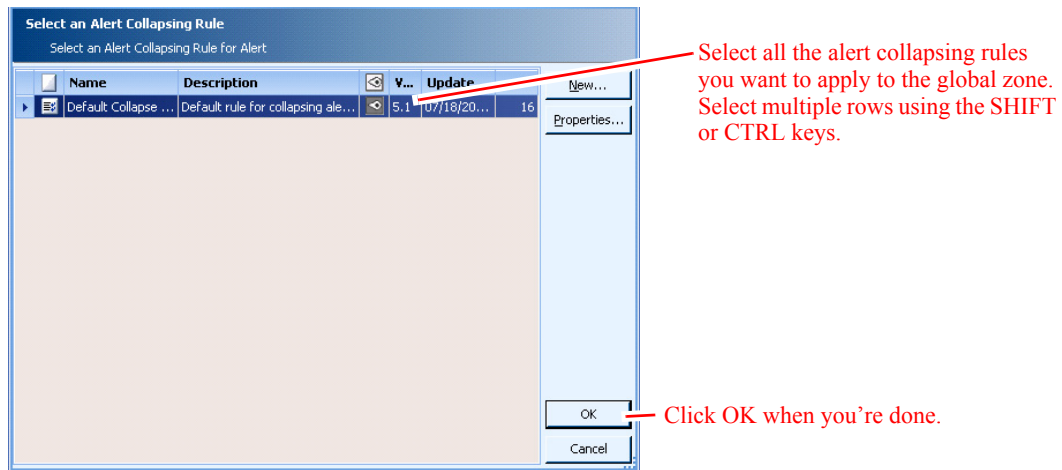 Select an Alert Collapsing Rule
Select an Alert Collapsing Rule for Alert
Name Description V... Update
Default Collapse ... Default rule for collapsing ale... 5.1 07/18/20... 16
New...
Properties...
Select all the alert collapsing rules
you want to apply to the global zone.
Select multiple rows using the SHIFT
or CTRL keys.
OK
Click OK when you're done.
Cancel